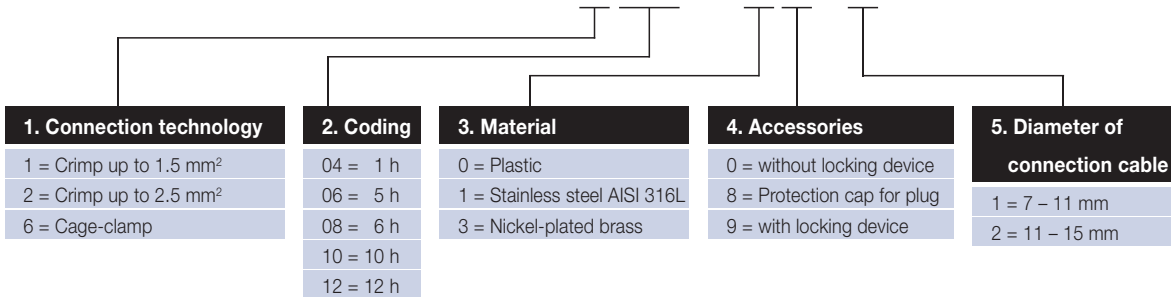 1. Connection technology
1 = Crimp up to 1.5 mm²
2 = Crimp up to 2.5 mm²
6 = Cage-clamp
2. Coding
04 = 1 h
06 = 5 h
08 = 6 h
10 = 10 h
12 = 12 h
3. Material
0 = Plastic
1 = Stainless steel AISI 316L
3 = Nickel-plated brass
4. Accessories
0 = without locking device
8 = Protection cap for plug
9 = with locking device
5. Diameter of
connection cable
1 = 7 – 11 mm
2 = 11 – 15 mm